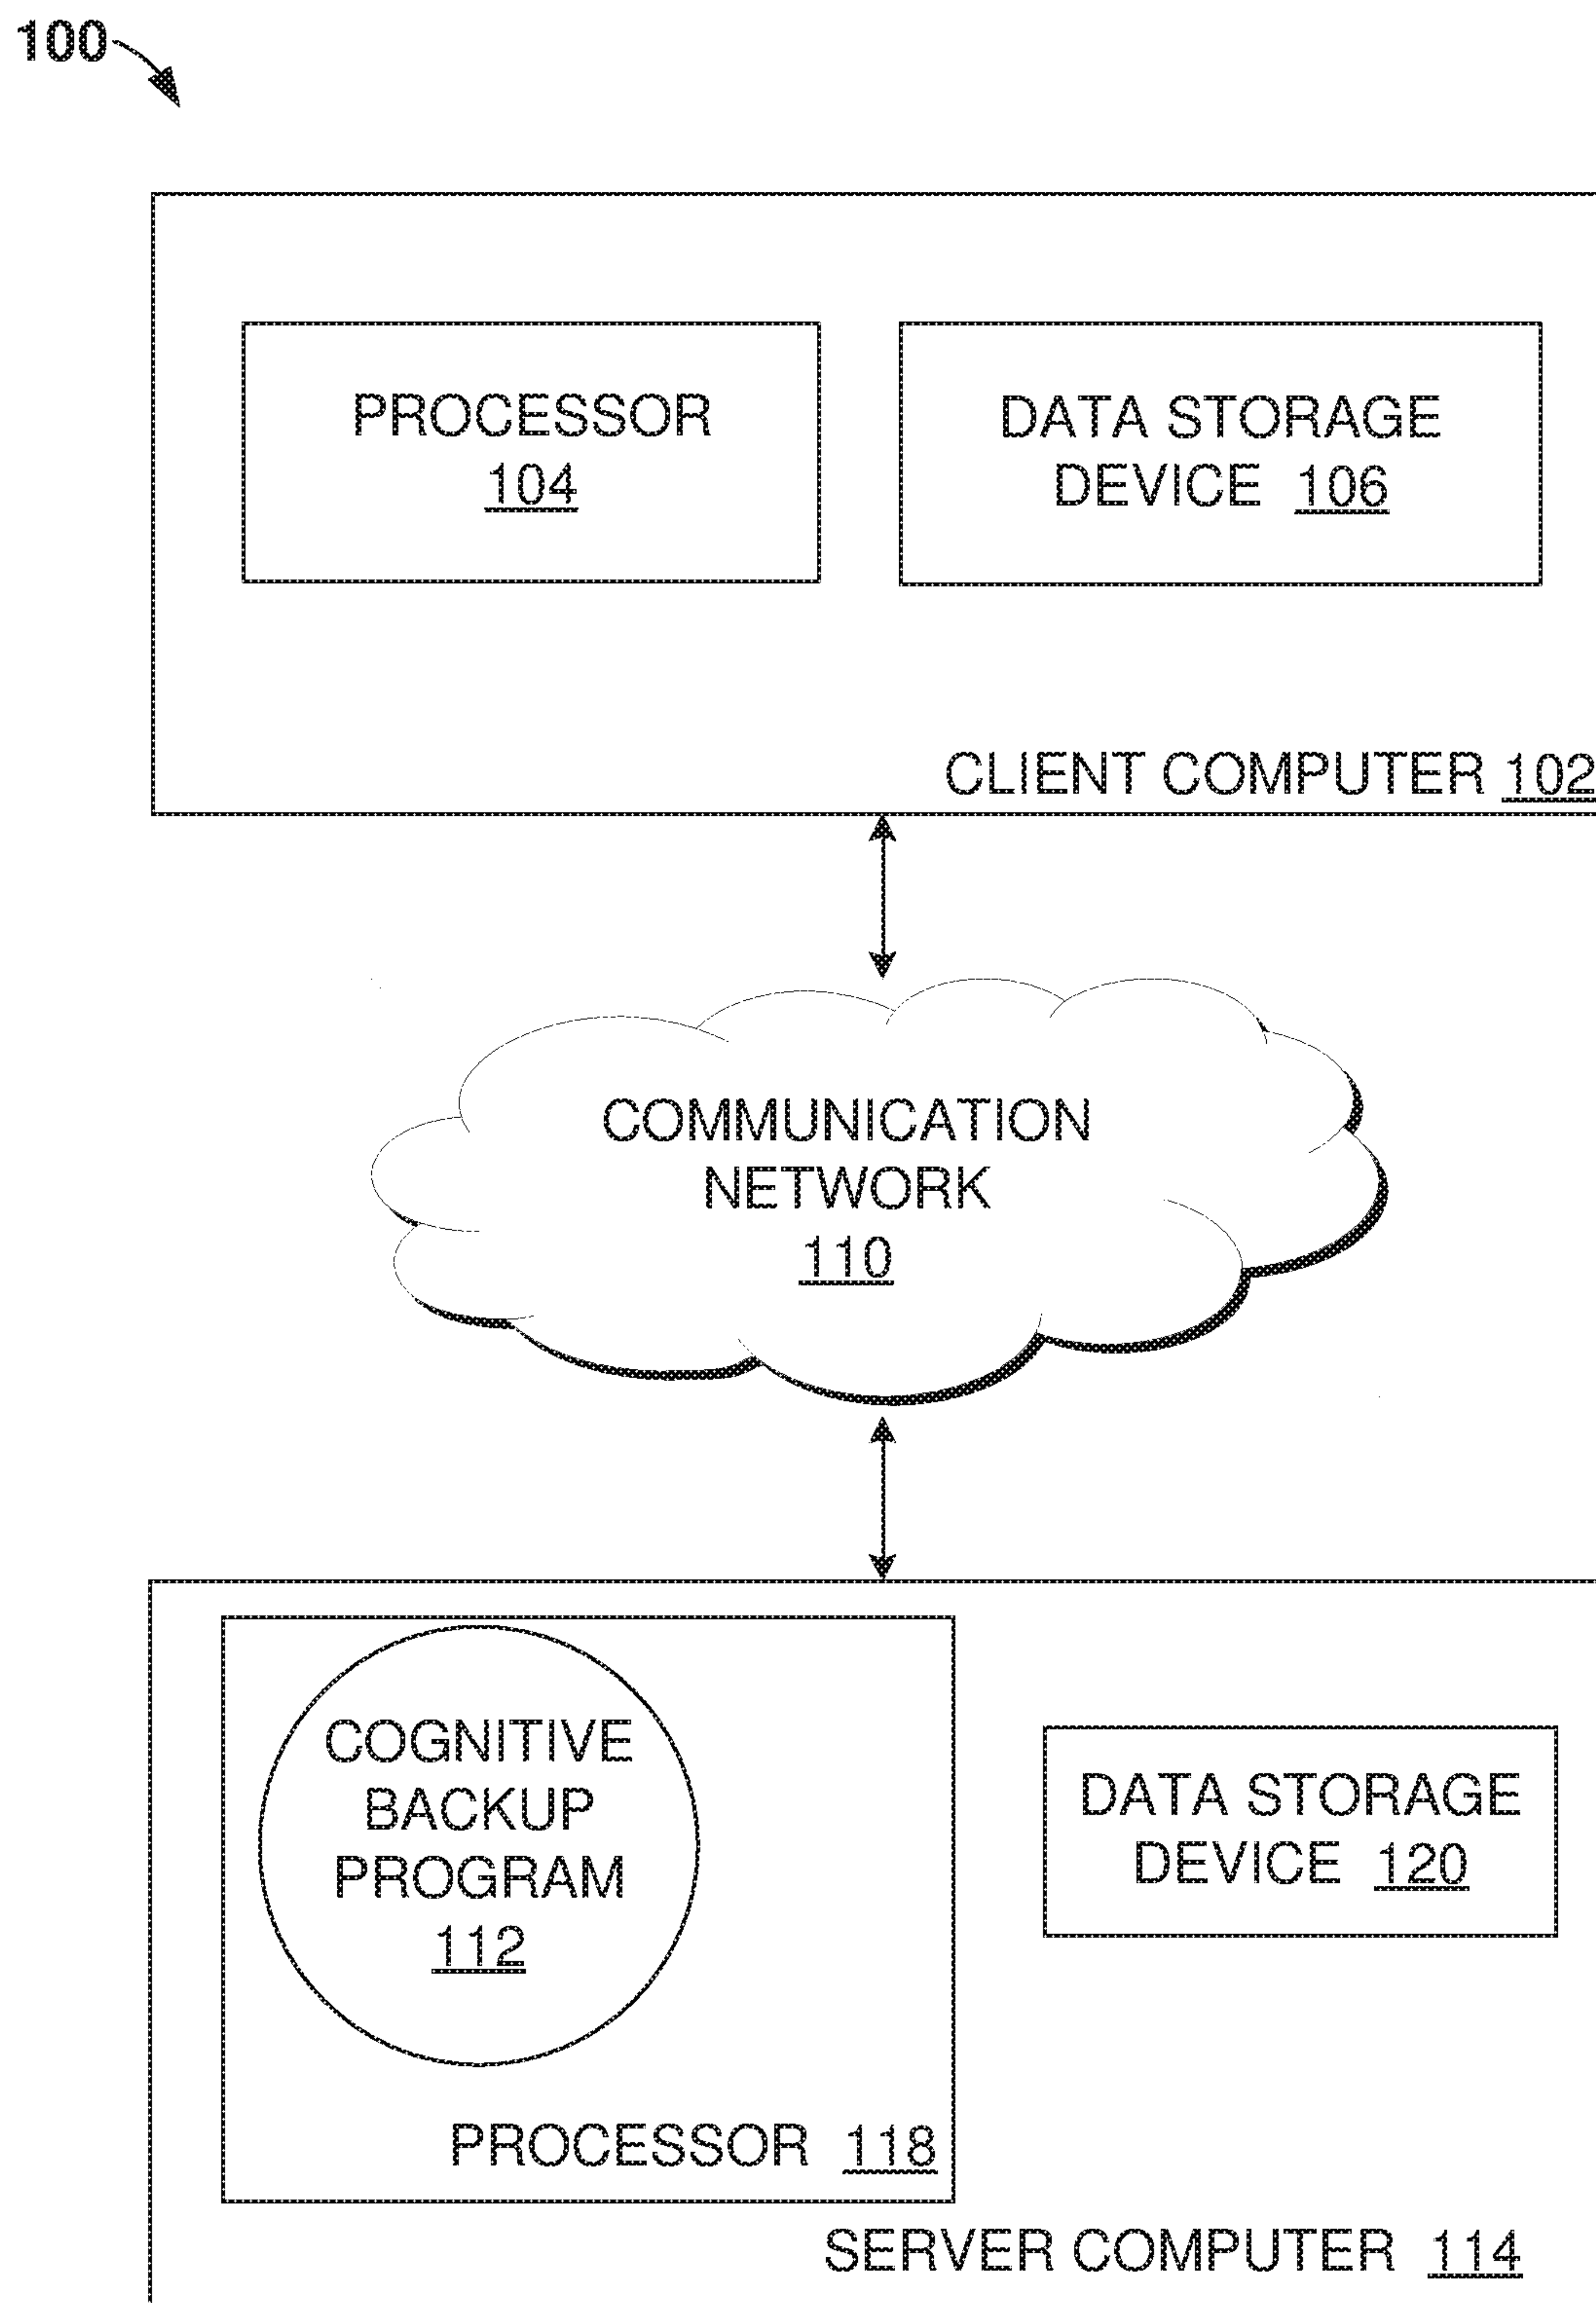 100
PROCESSOR
104
DATA STORAGE
DEVICE 106
CLIENT COMPUTER 102
COMMUNICATION
NETWORK
110
COGNITIVE
BACKUP
PROGRAM
112
DATA STORAGE
DEVICE 120
PROCESSOR 118
SERVER COMPUTER 114